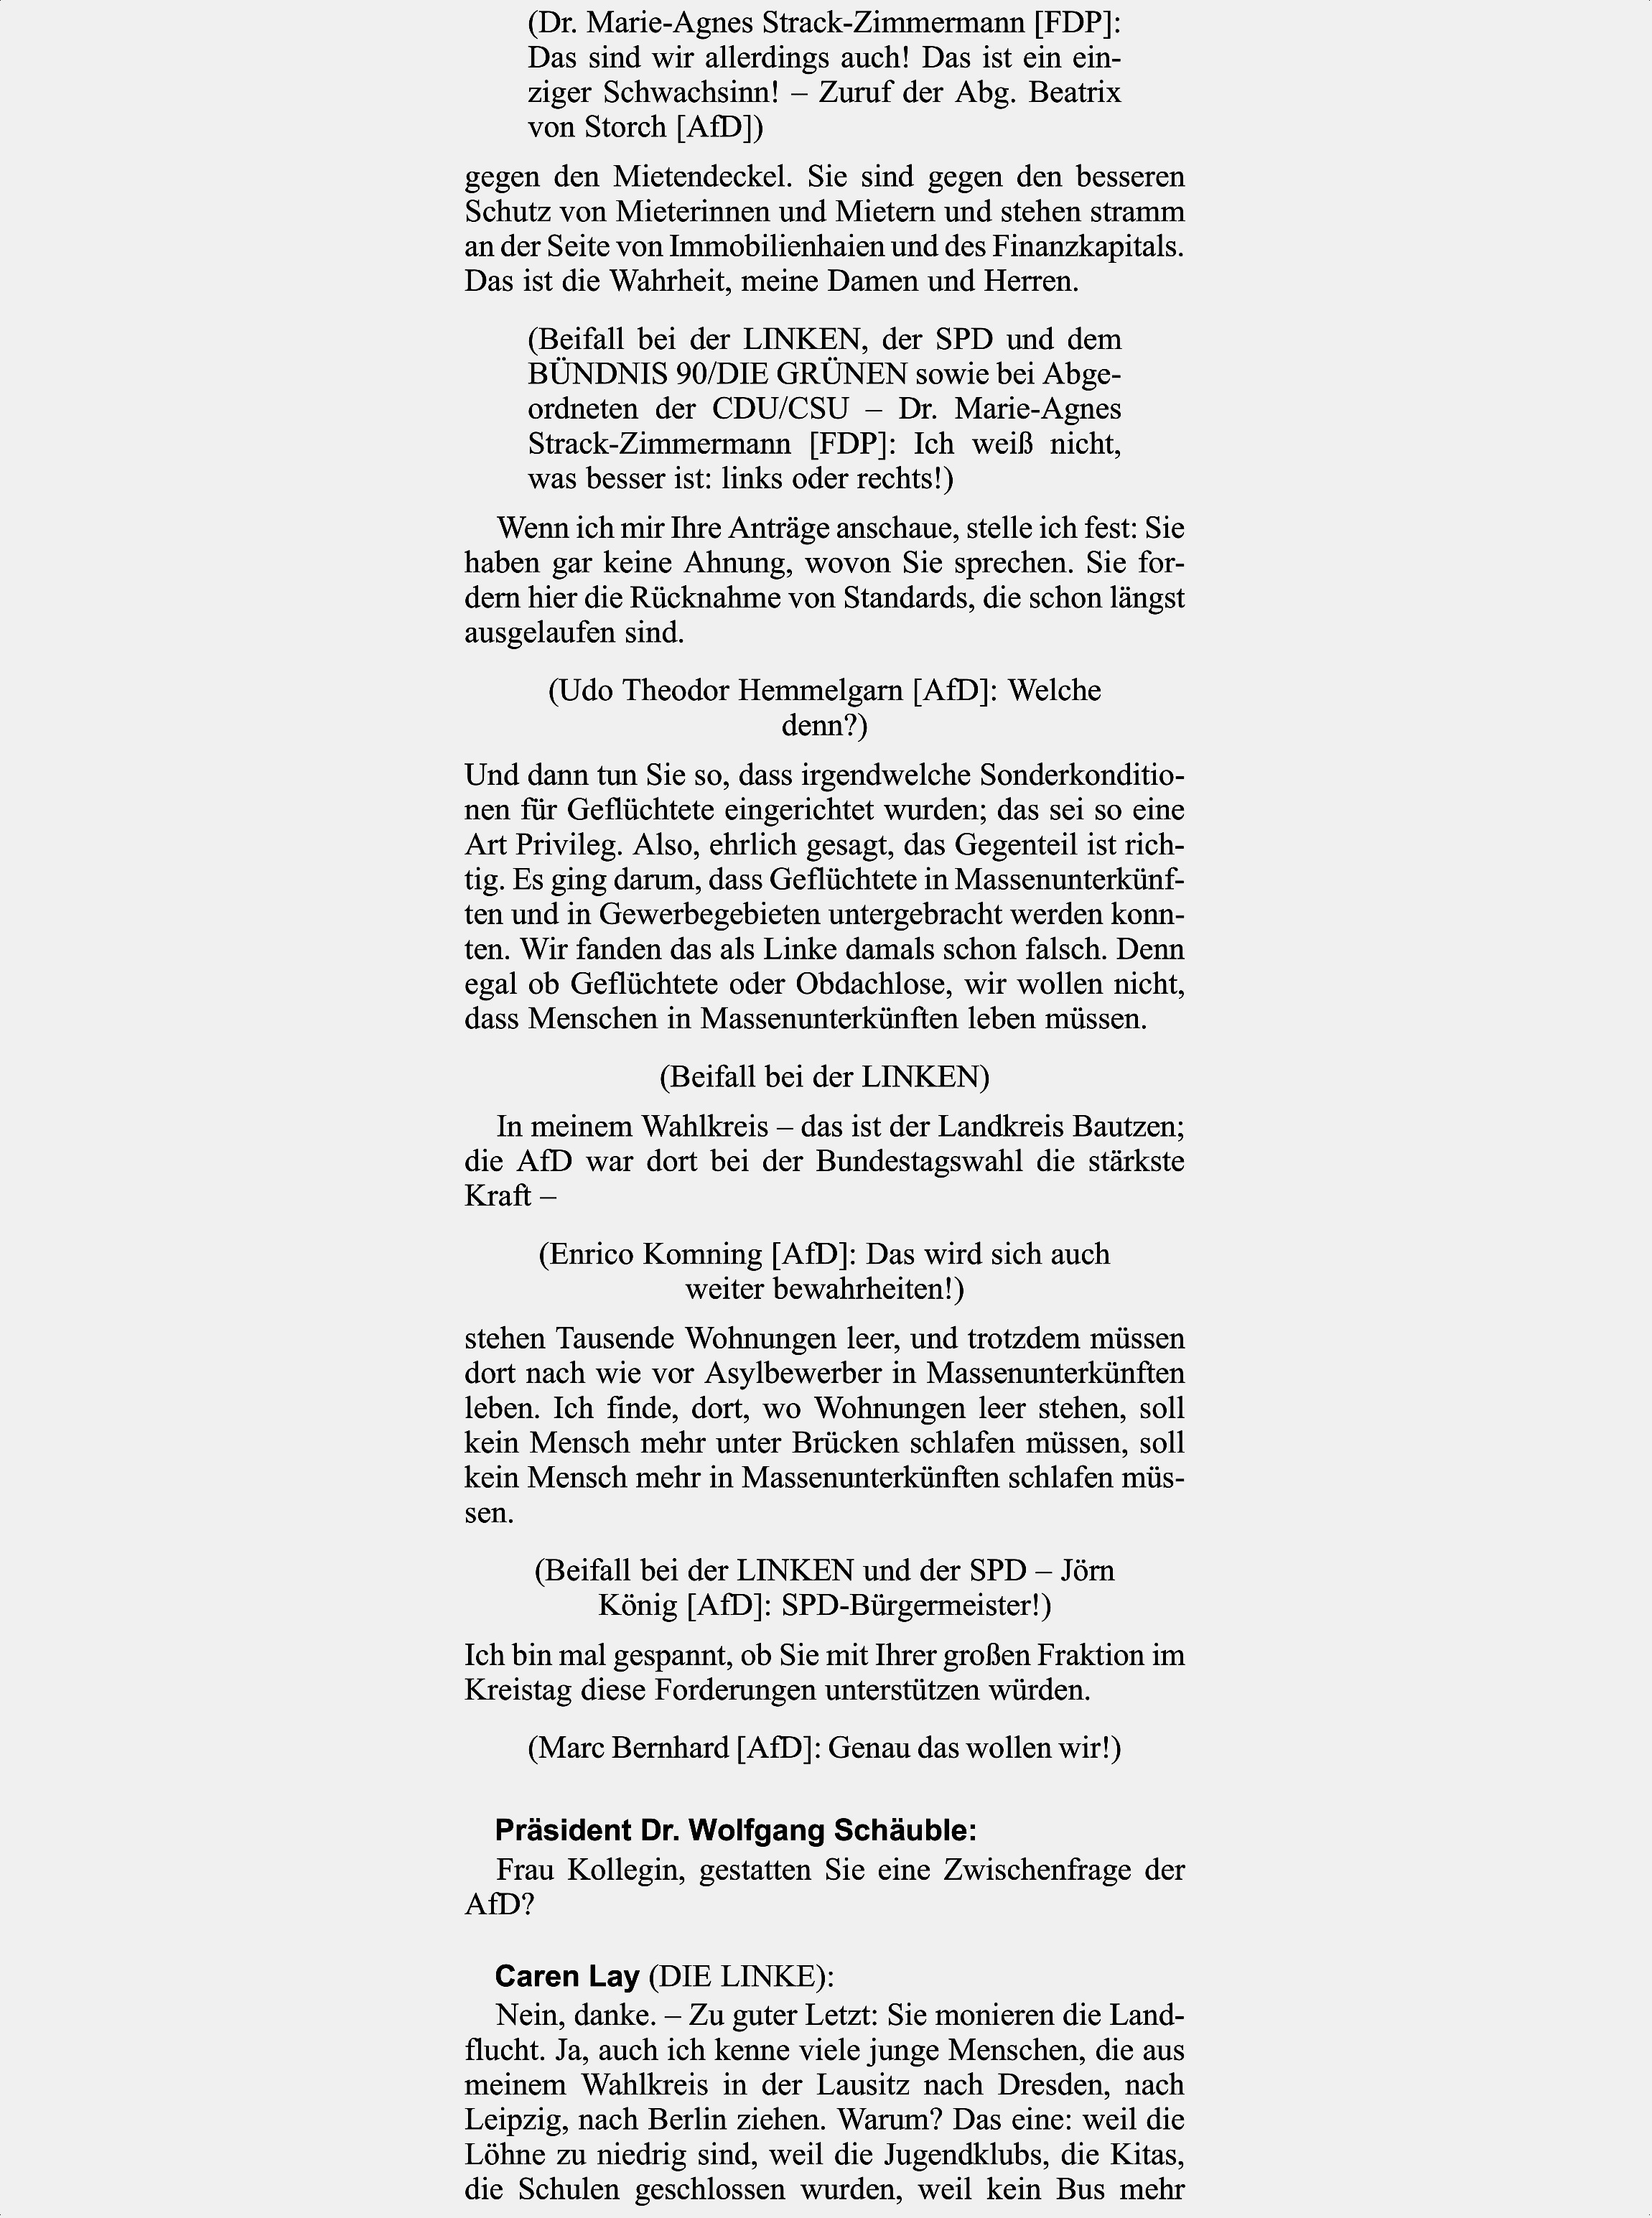 (Dr. Marie-Agnes Strack-Zimmermann [FDP]:
Das sind wir allerdings auch! Das ist ein ein-
ziger Schwachsinn! – Zuruf der Abg. Beatrix
von Storch [AfD])
gegen den Mietendeckel. Sie sind gegen den besseren
Schutz von Mieterinnen und Mietern und stehen stramm
an der Seite von Immobilienhaien und des Finanzkapitals.
Das ist die Wahrheit, meine Damen und Herren.
(Beifall bei der LINKEN, der SPD und dem
BÜNDNIS 90/DIE GRÜNEN sowie bei Abge-
ordneten der CDU/CSU – Dr. Marie-Agnes
Strack-Zimmermann [FDP]: Ich weiß nicht,
was besser ist: links oder rechts!)
Wenn ich mir Ihre Anträge anschaue, stelle ich fest: Sie
haben gar keine Ahnung, wovon Sie sprechen. Sie for-
dern hier die Rücknahme von Standards, die schon längst
ausgelaufen sind.
(Udo Theodor Hemmelgarn [AfD]: Welche
denn?)
Und dann tun Sie so, dass irgendwelche Sonderkonditio-
nen für Geflüchtete eingerichtet wurden; das sei so eine
Art Privileg. Also, ehrlich gesagt, das Gegenteil ist rich-
tig. Es ging darum, dass Geflüchtete in Massenunterkünf-
ten und in Gewerbegebieten untergebracht werden konn-
ten. Wir fanden das als Linke damals schon falsch. Denn
egal ob Geflüchtete oder Obdachlose, wir wollen nicht,
dass Menschen in Massenunterkünften leben müssen.
(Beifall bei der LINKEN)
In meinem Wahlkreis – das ist der Landkreis Bautzen;
die AfD war dort bei der Bundestagswahl die stärkste
Kraft –
(Enrico Komning [AfD]: Das wird sich auch
weiter bewahrheiten!)
stehen Tausende Wohnungen leer, und trotzdem müssen
dort nach wie vor Asylbewerber in Massenunterkünften
leben. Ich finde, dort, wo Wohnungen leer stehen, soll
kein Mensch mehr unter Brücken schlafen müssen, soll
kein Mensch mehr in Massenunterkünften schlafen müs-
sen.
(Beifall bei der LINKEN und der SPD – Jörn
König [AfD]: SPD-Bürgermeister!)
Ich bin mal gespannt, ob Sie mit Ihrer großen Fraktion im
Kreistag diese Forderungen unterstützen würden.
(Marc Bernhard [AfD]: Genau das wollen wir!)
Präsident Dr. Wolfgang Schäuble:
Frau Kollegin, gestatten Sie eine Zwischenfrage der
AfD?
Caren Lay (DIE LINKE):
Nein, danke. – Zu guter Letzt: Sie monieren die Land-
flucht. Ja, auch ich kenne viele junge Menschen, die aus
meinem Wahlkreis in der Lausitz nach Dresden, nach
Leipzig, nach Berlin ziehen. Warum? Das eine: weil die
Löhne zu niedrig sind, weil die Jugendklubs, die Kitas,
die Schulen geschlossen wurden, weil kein Bus mehr